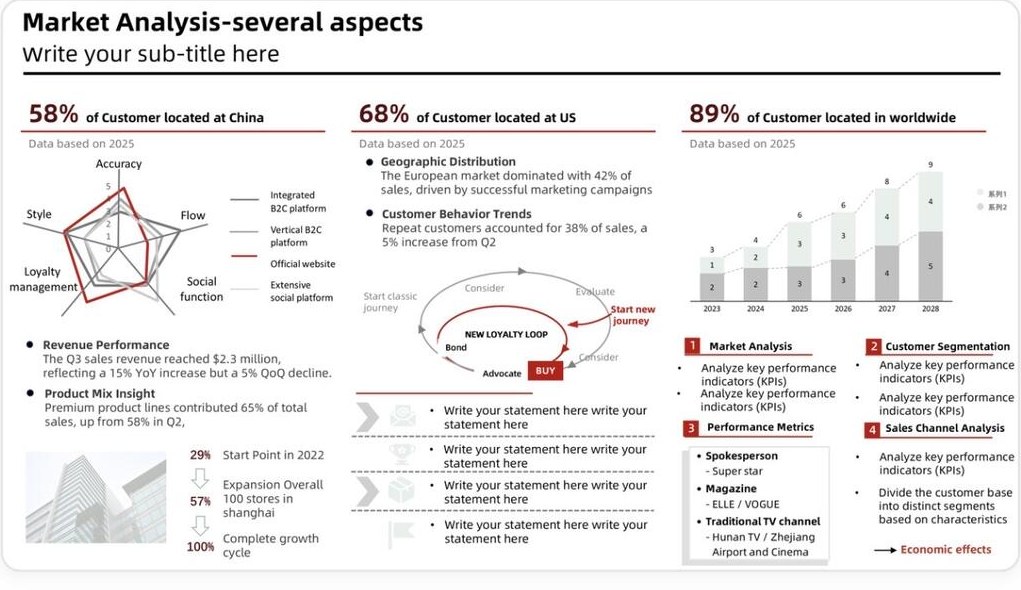 Market Analysis-several aspects
Write your sub-title here
58% of Customer located at China
Data based on 2025
Accuracy
5
4
3
2
1
0
Style
Flow
Loyalty
management
Social
function
Integrated
B2C platform
Vertical B2C
platform
Official website
Extensive
social platform
Revenue Performance
The Q3 sales revenue reached $2.3 million,
reflecting a 15% YoY increase but a 5% QoQ decline.
Product Mix Insight
Premium product lines contributed 65% of total
sales, up from 58% in Q2,
29% Start Point in 2022
57% Expansion Overall
100 stores in
shanghai
100% Complete growth
cycle
68% of Customer located at US
Data based on 2025
Geographic Distribution
The European market dominated with 42% of
sales, driven by successful marketing campaigns
Customer Behavior Trends
Repeat customers accounted for 38% of sales, a
5% increase from Q2
Consider
Evaluate
Start classic
journey
Start new
journey
NEW LOYALTY LOOP
Bond
Consider
Advocate
BUY
Write your statement here write your
statement here
Write your statement here write your
statement here
Write your statement here write your
statement here
Write your statement here write your
statement here
89% of Customer located in worldwide
Data based on 2025
3 4 6 6 8 9
1 2 3 3 4 4
2 2 3 3 4 5
2023 2024 2025 2026 2027 2028
系列1
系列2
1 Market Analysis
Analyze key performance
indicators (KPIs)
Analyze key performance
indicators (KPIs)
2 Customer Segmentation
Analyze key performance
indicators (KPIs)
Analyze key performance
indicators (KPIs)
3 Performance Metrics
Spokesperson
- Super star
Magazine
- ELLE / VOGUE
Traditional TV channel
- Hunan TV / Zhejiang
Airport and Cinema
4 Sales Channel Analysis
Analyze key performance
indicators (KPIs)
Divide the customer base
into distinct segments
based on characteristics
Economic effects